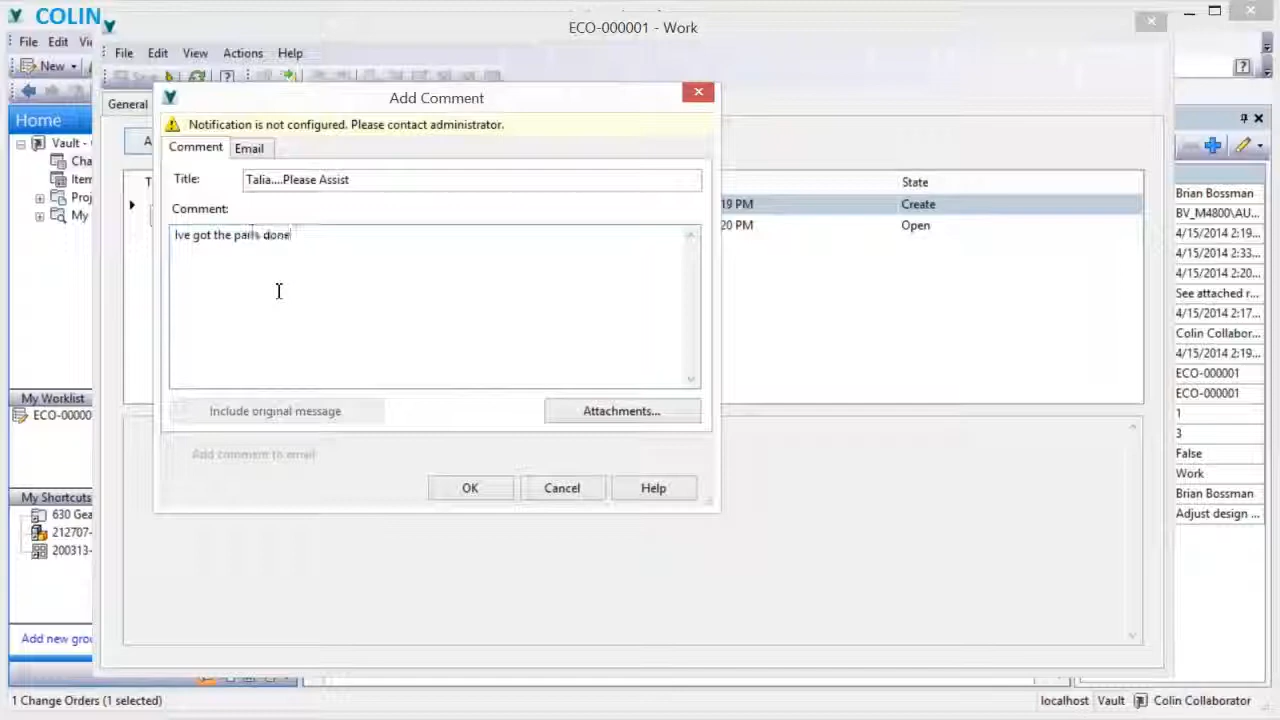 COLIN
ECO-000001 - Work
File Edit
File Edit View Actions Help
New
Add Comment
General
Notification is not configured. Please contact administrator.
Home
Comment Email
Vault -
Title: Talia....Please Assist
State
Comment:
19 PM Create
20 PM Open
Ive got the parts done
My
Brian Bossman
BV_M4800\AU...
4/15/2014 2:19...
4/15/2014 2:33...
4/15/2014 2:20...
See attached r...
4/15/2014 2:17...
Colin Collabor...
4/15/2014 2:19...
ECO-000001
ECO-000001
1
3
False
Work
Brian Bossman
Adjust design ...
My Worklist
ECO-00000
Include original message Attachments...
Add comment to email
OK Cancel Help
My Shortcuts
630 Gea
212707-
200313-
Add new grou
1 Change Orders (1 selected)
localhost Vault Colin Collaborator